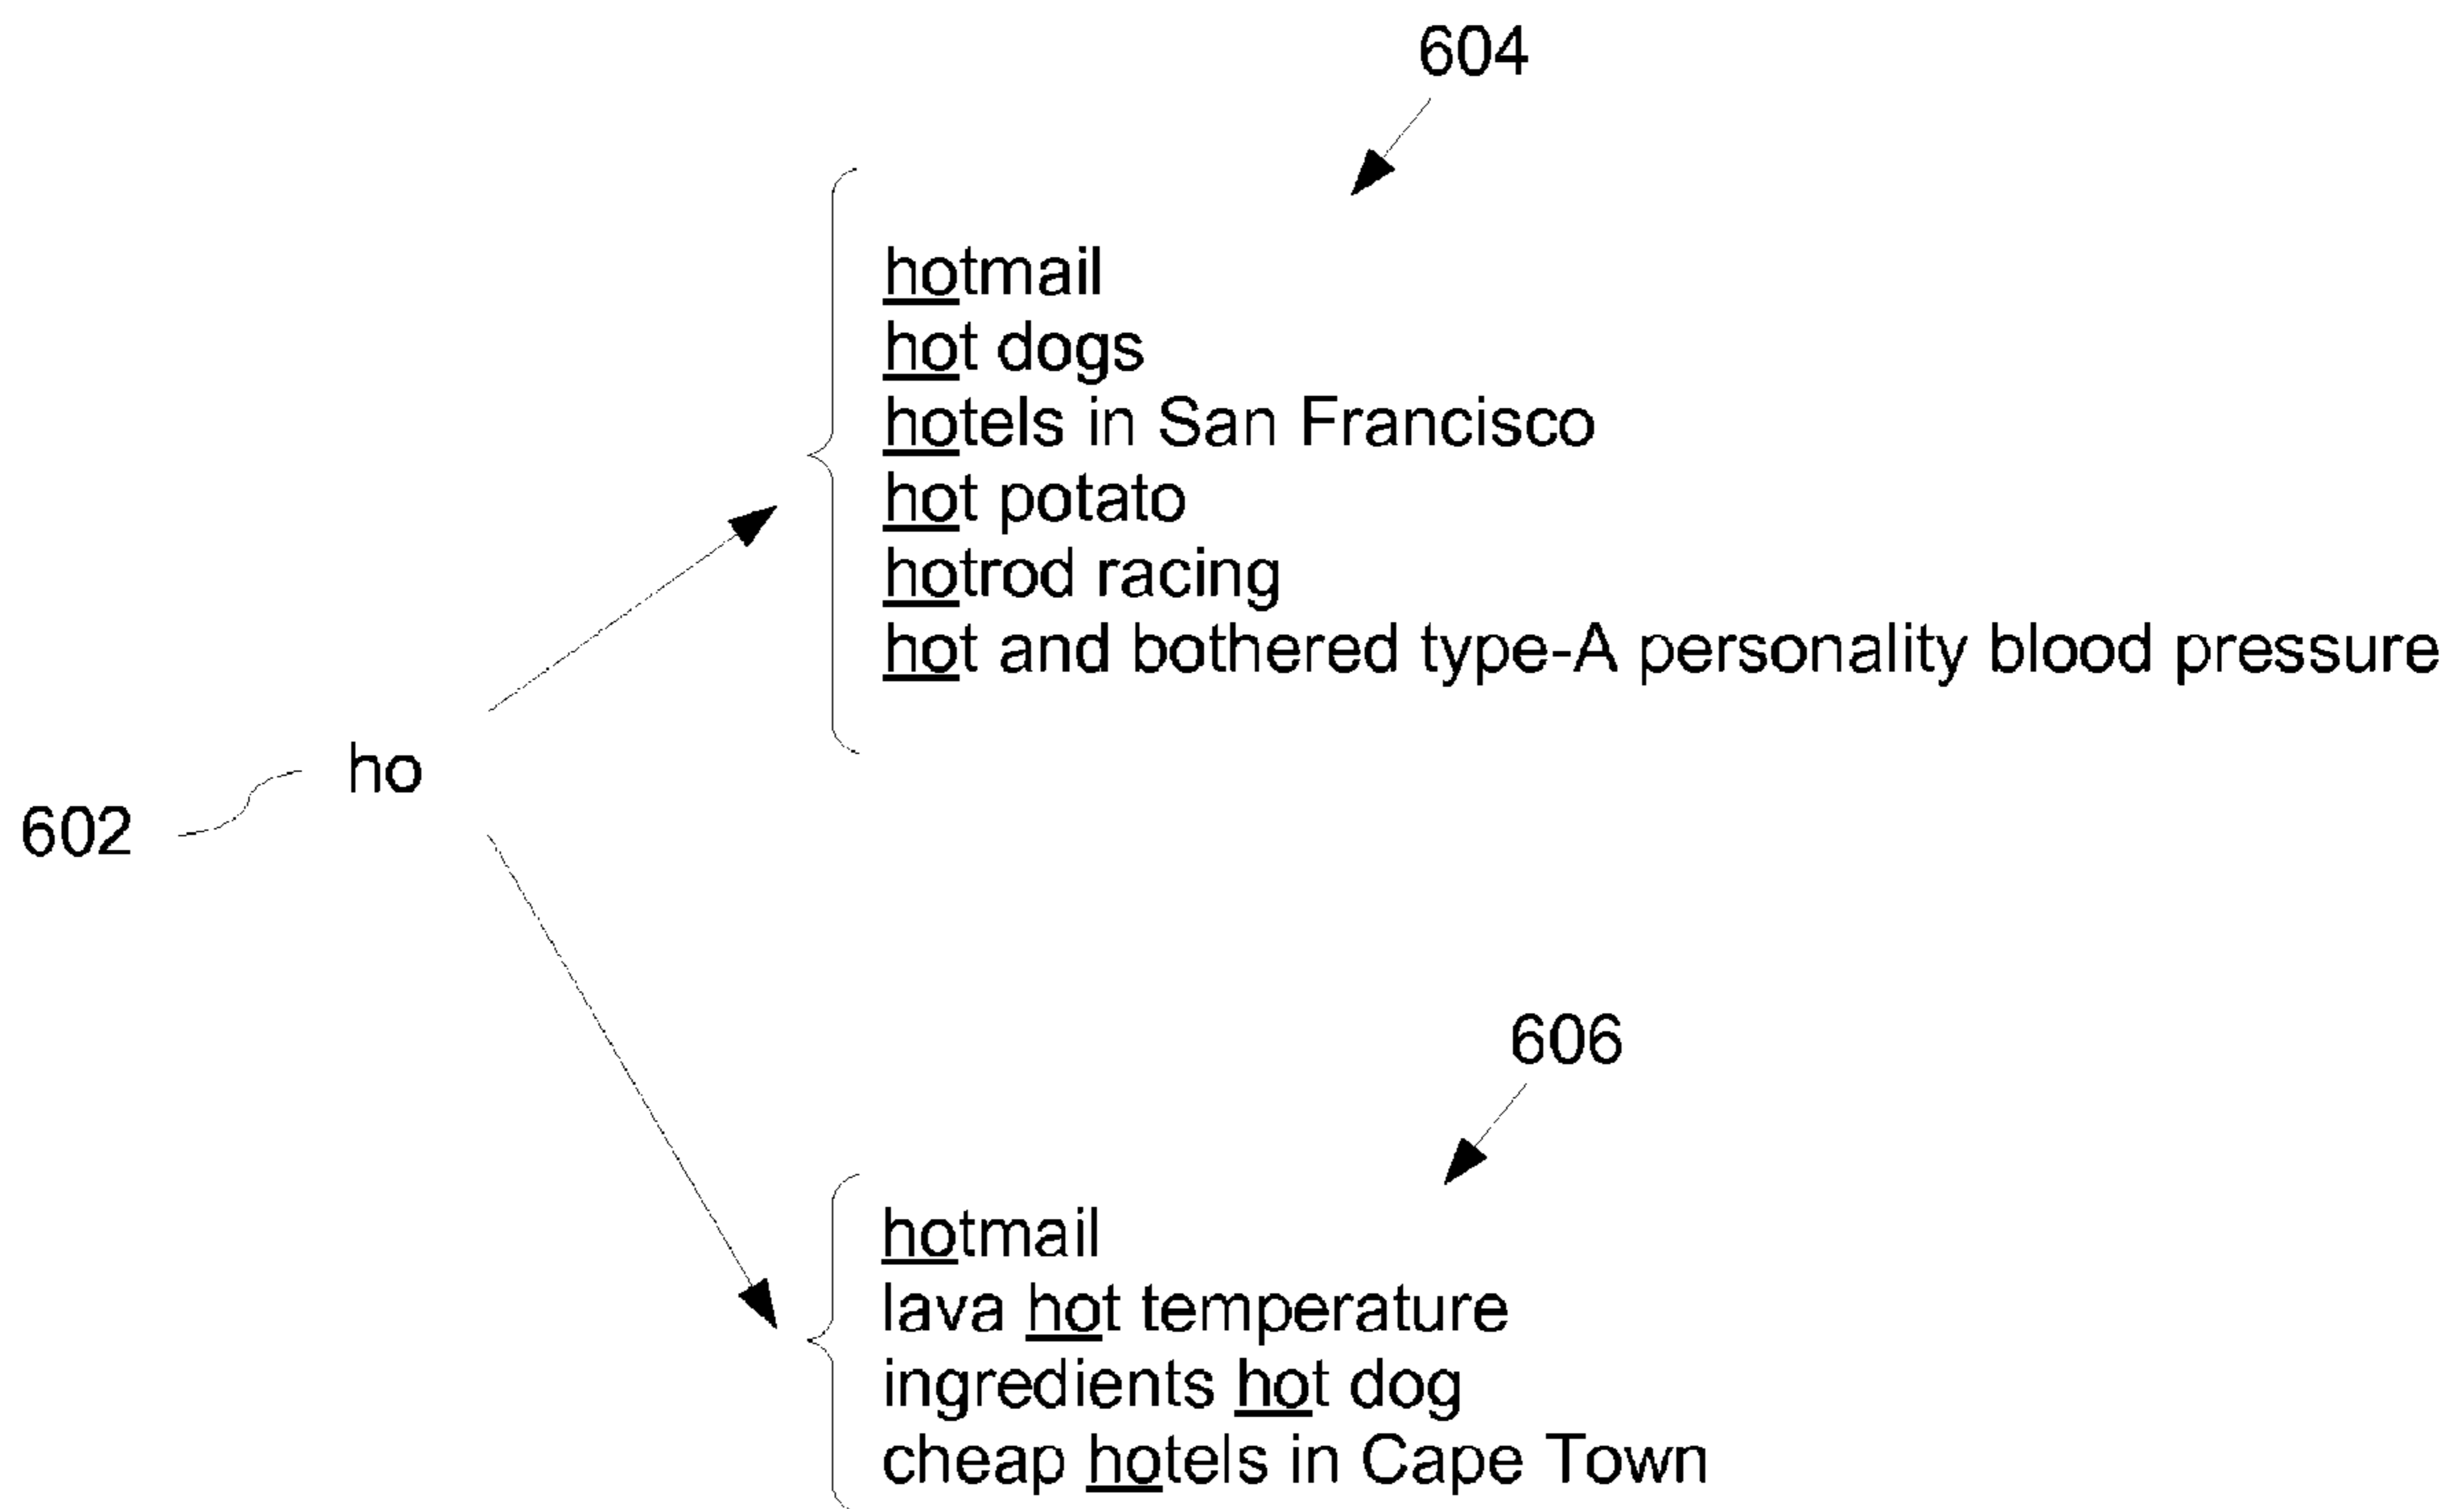 604
hotmail
hot dogs
hotels in San Francisco
hot potato
hotrod racing
hot and bothered type-A personality blood pressure
ho
602
606
hotmail
lava hot temperature
ingredients hot dog
cheap hotels in Cape Town